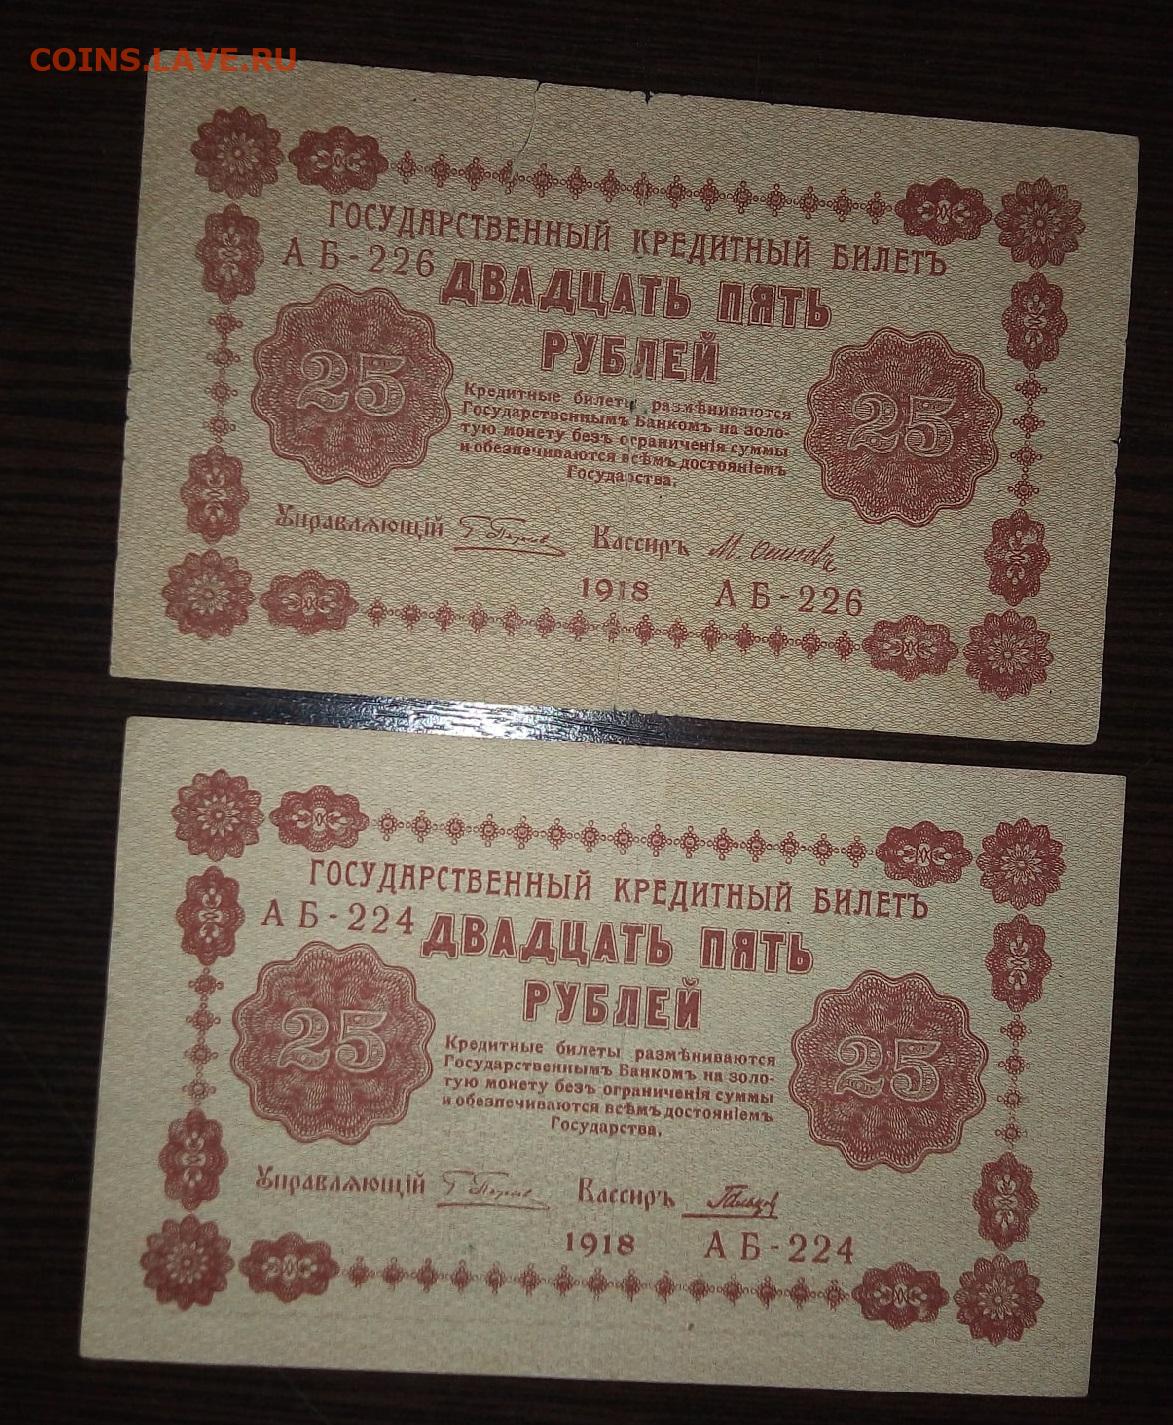 COINS.LAVE.RU
ГОСУДАРСТВЕННЫЙ КРЕДИТНЫЙ БИЛЕТЪ
АБ-226
ДВАДЦАТЬ ПЯТЬ
РУБЛЕЙ
25
25
Кредитные билеты размѣниваются
Государственнымъ Банкомъ на золо-
тую монету безъ ограниченія суммы
и обезпечиваются всѣмъ достояніемъ
Государства.
Управляющій
Кассиръ
1918 АБ-226
ГОСУДАРСТВЕННЫЙ КРЕДИТНЫЙ БИЛЕТЪ
АБ-224
ДВАДЦАТЬ ПЯТЬ
РУБЛЕЙ
25
25
Кредитные билеты размѣниваются
Государственнымъ Банкомъ на золо-
тую монету безъ ограниченія суммы
и обезпечиваются всѣмъ достояніемъ
Государства.
Управляющій
Кассиръ
1918 АБ-224